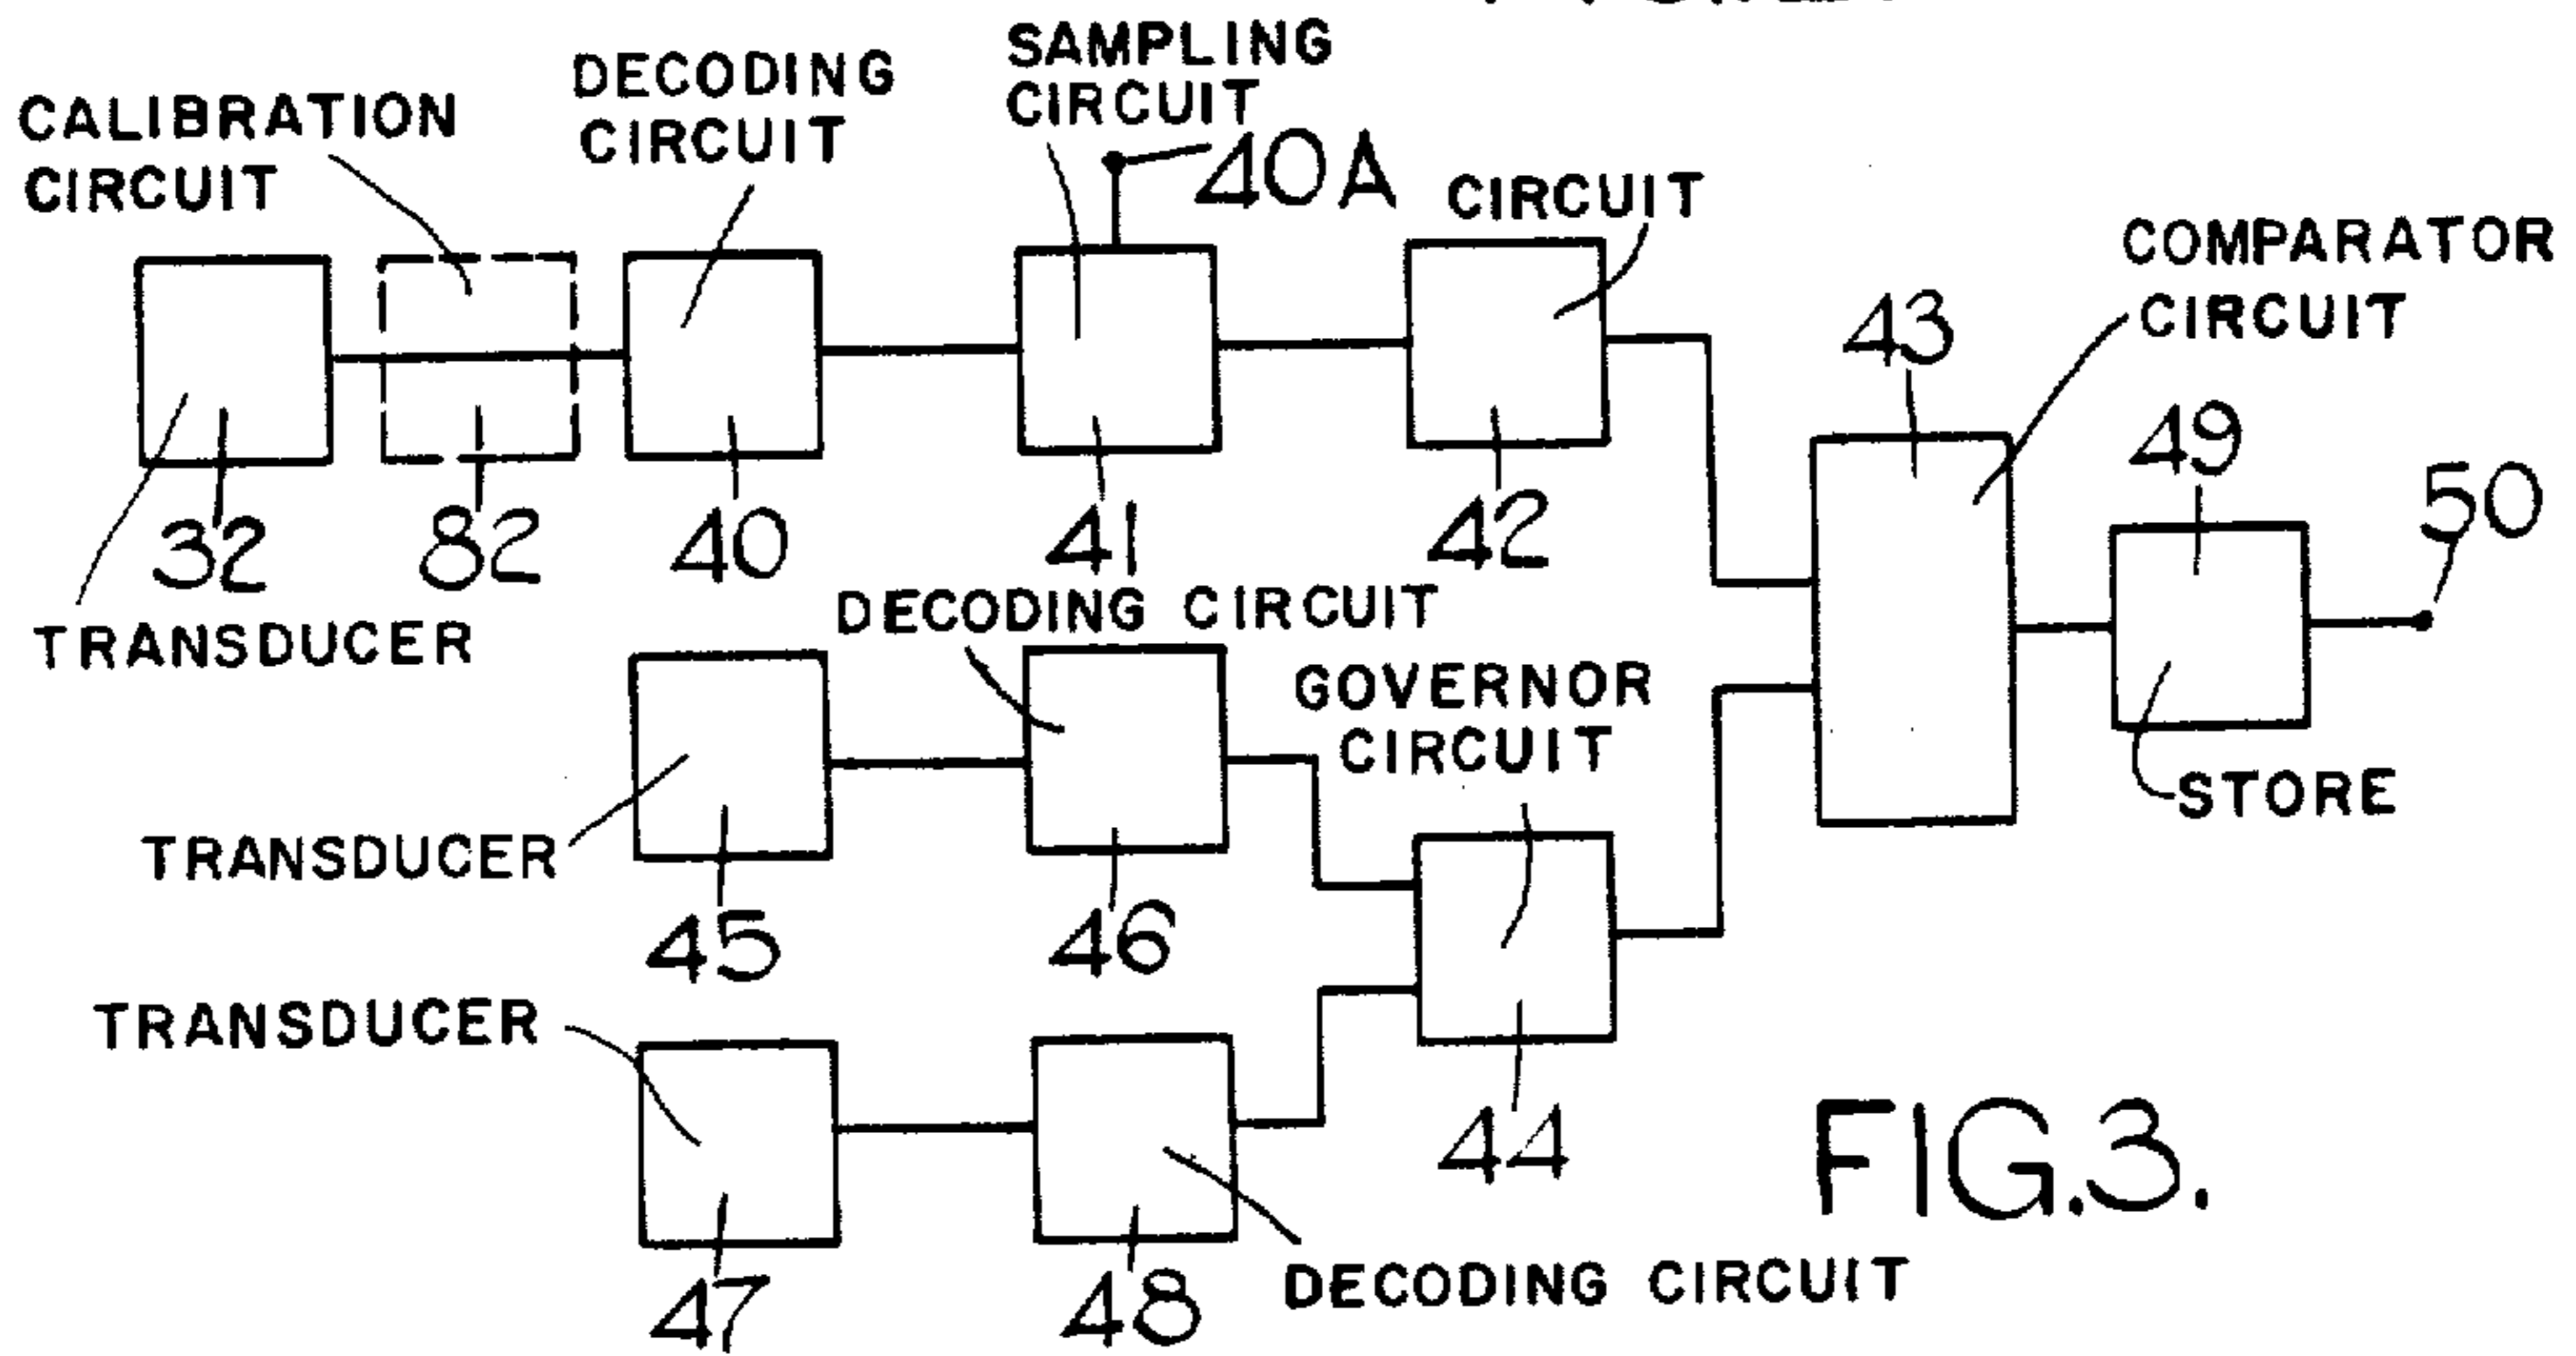 SAMPLING
CIRCUIT
DECODING
CIRCUIT
CALIBRATION
CIRCUIT
40A
CIRCUIT
COMPARATOR
CIRCUIT
43
49
50
32
82
40
41
42
TRANSDUCER
DECODING CIRCUIT
GOVERNOR
CIRCUIT
STORE
TRANSDUCER
45
46
TRANSDUCER
44
47
48
DECODING CIRCUIT
FIG.3.